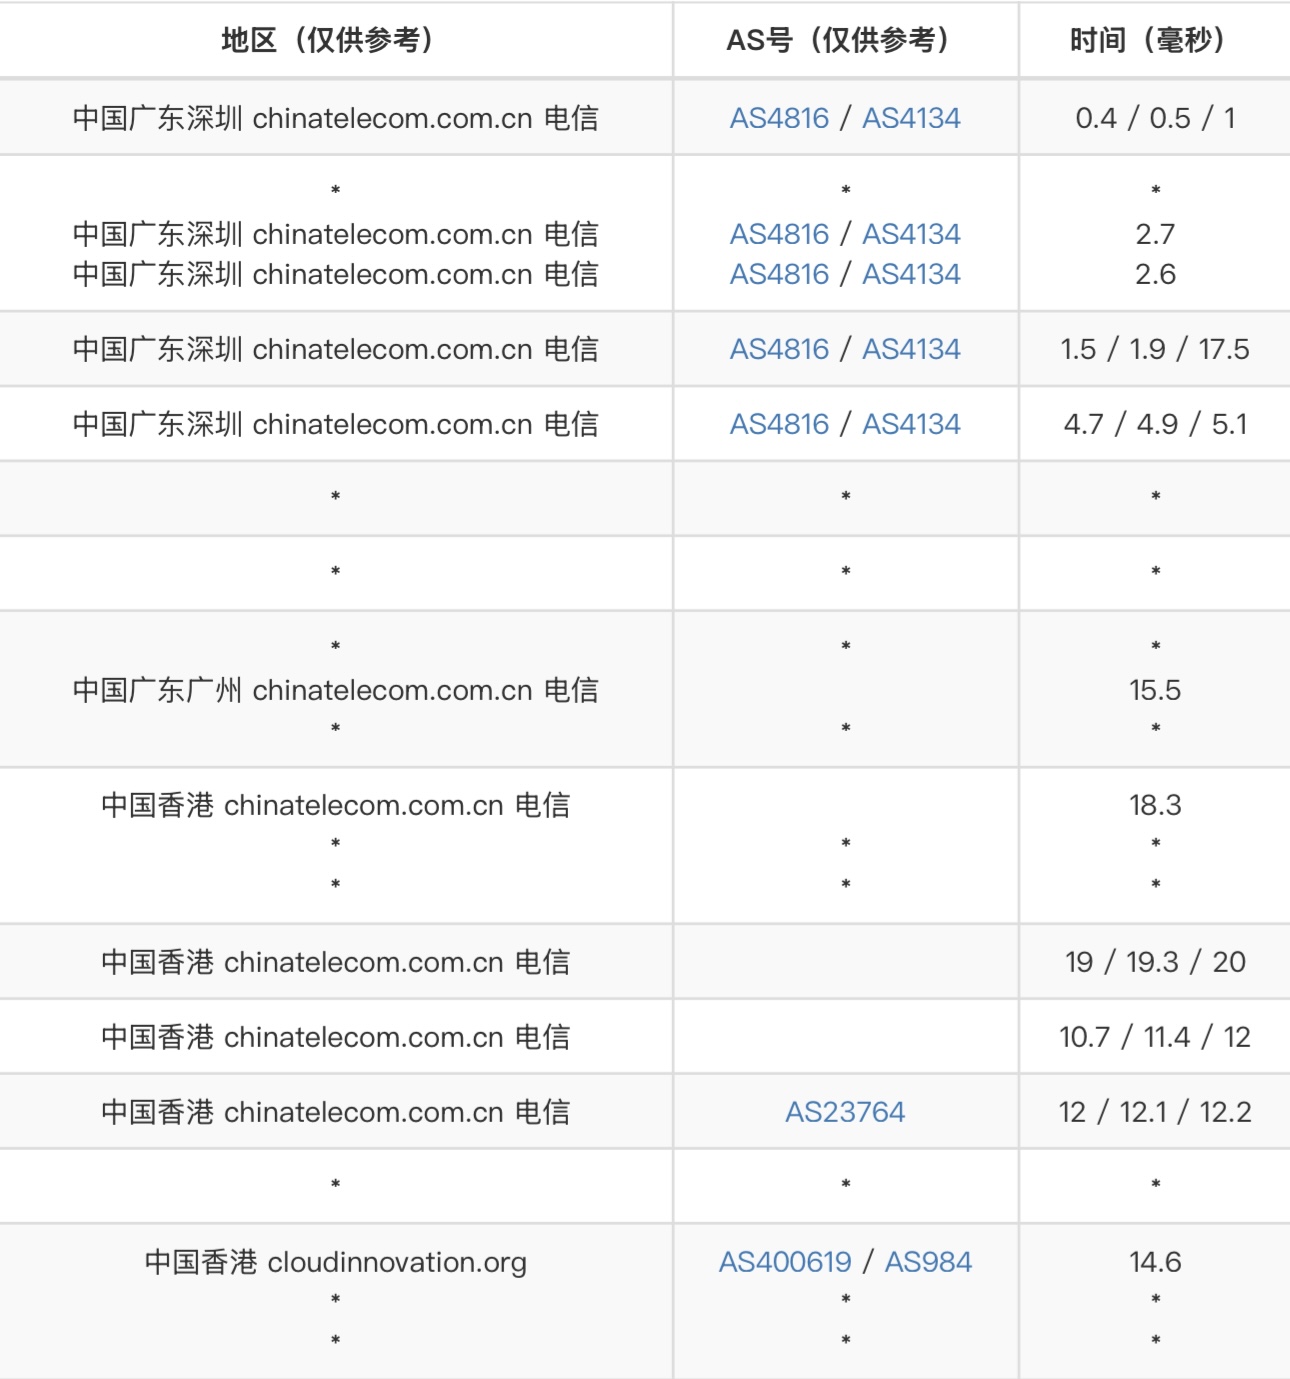 地区（仅供参考） AS号（仅供参考） 时间（毫秒）
中国广东深圳 chinatelecom.com.cn 电信 AS4816 / AS4134 0.4 / 0.5 / 1
* * *
中国广东深圳 chinatelecom.com.cn 电信 AS4816 / AS4134 2.7
中国广东深圳 chinatelecom.com.cn 电信 AS4816 / AS4134 2.6
中国广东深圳 chinatelecom.com.cn 电信 AS4816 / AS4134 1.5 / 1.9 / 17.5
中国广东深圳 chinatelecom.com.cn 电信 AS4816 / AS4134 4.7 / 4.9 / 5.1
* * *
* * *
* * *
中国广东广州 chinatelecom.com.cn 电信 15.5
* * *
中国香港 chinatelecom.com.cn 电信 18.3
* * *
* * *
中国香港 chinatelecom.com.cn 电信 19 / 19.3 / 20
中国香港 chinatelecom.com.cn 电信 10.7 / 11.4 / 12
中国香港 chinatelecom.com.cn 电信 AS23764 12 / 12.1 / 12.2
* * *
中国香港 cloudinnovation.org AS400619 / AS984 14.6
* * *
* * *